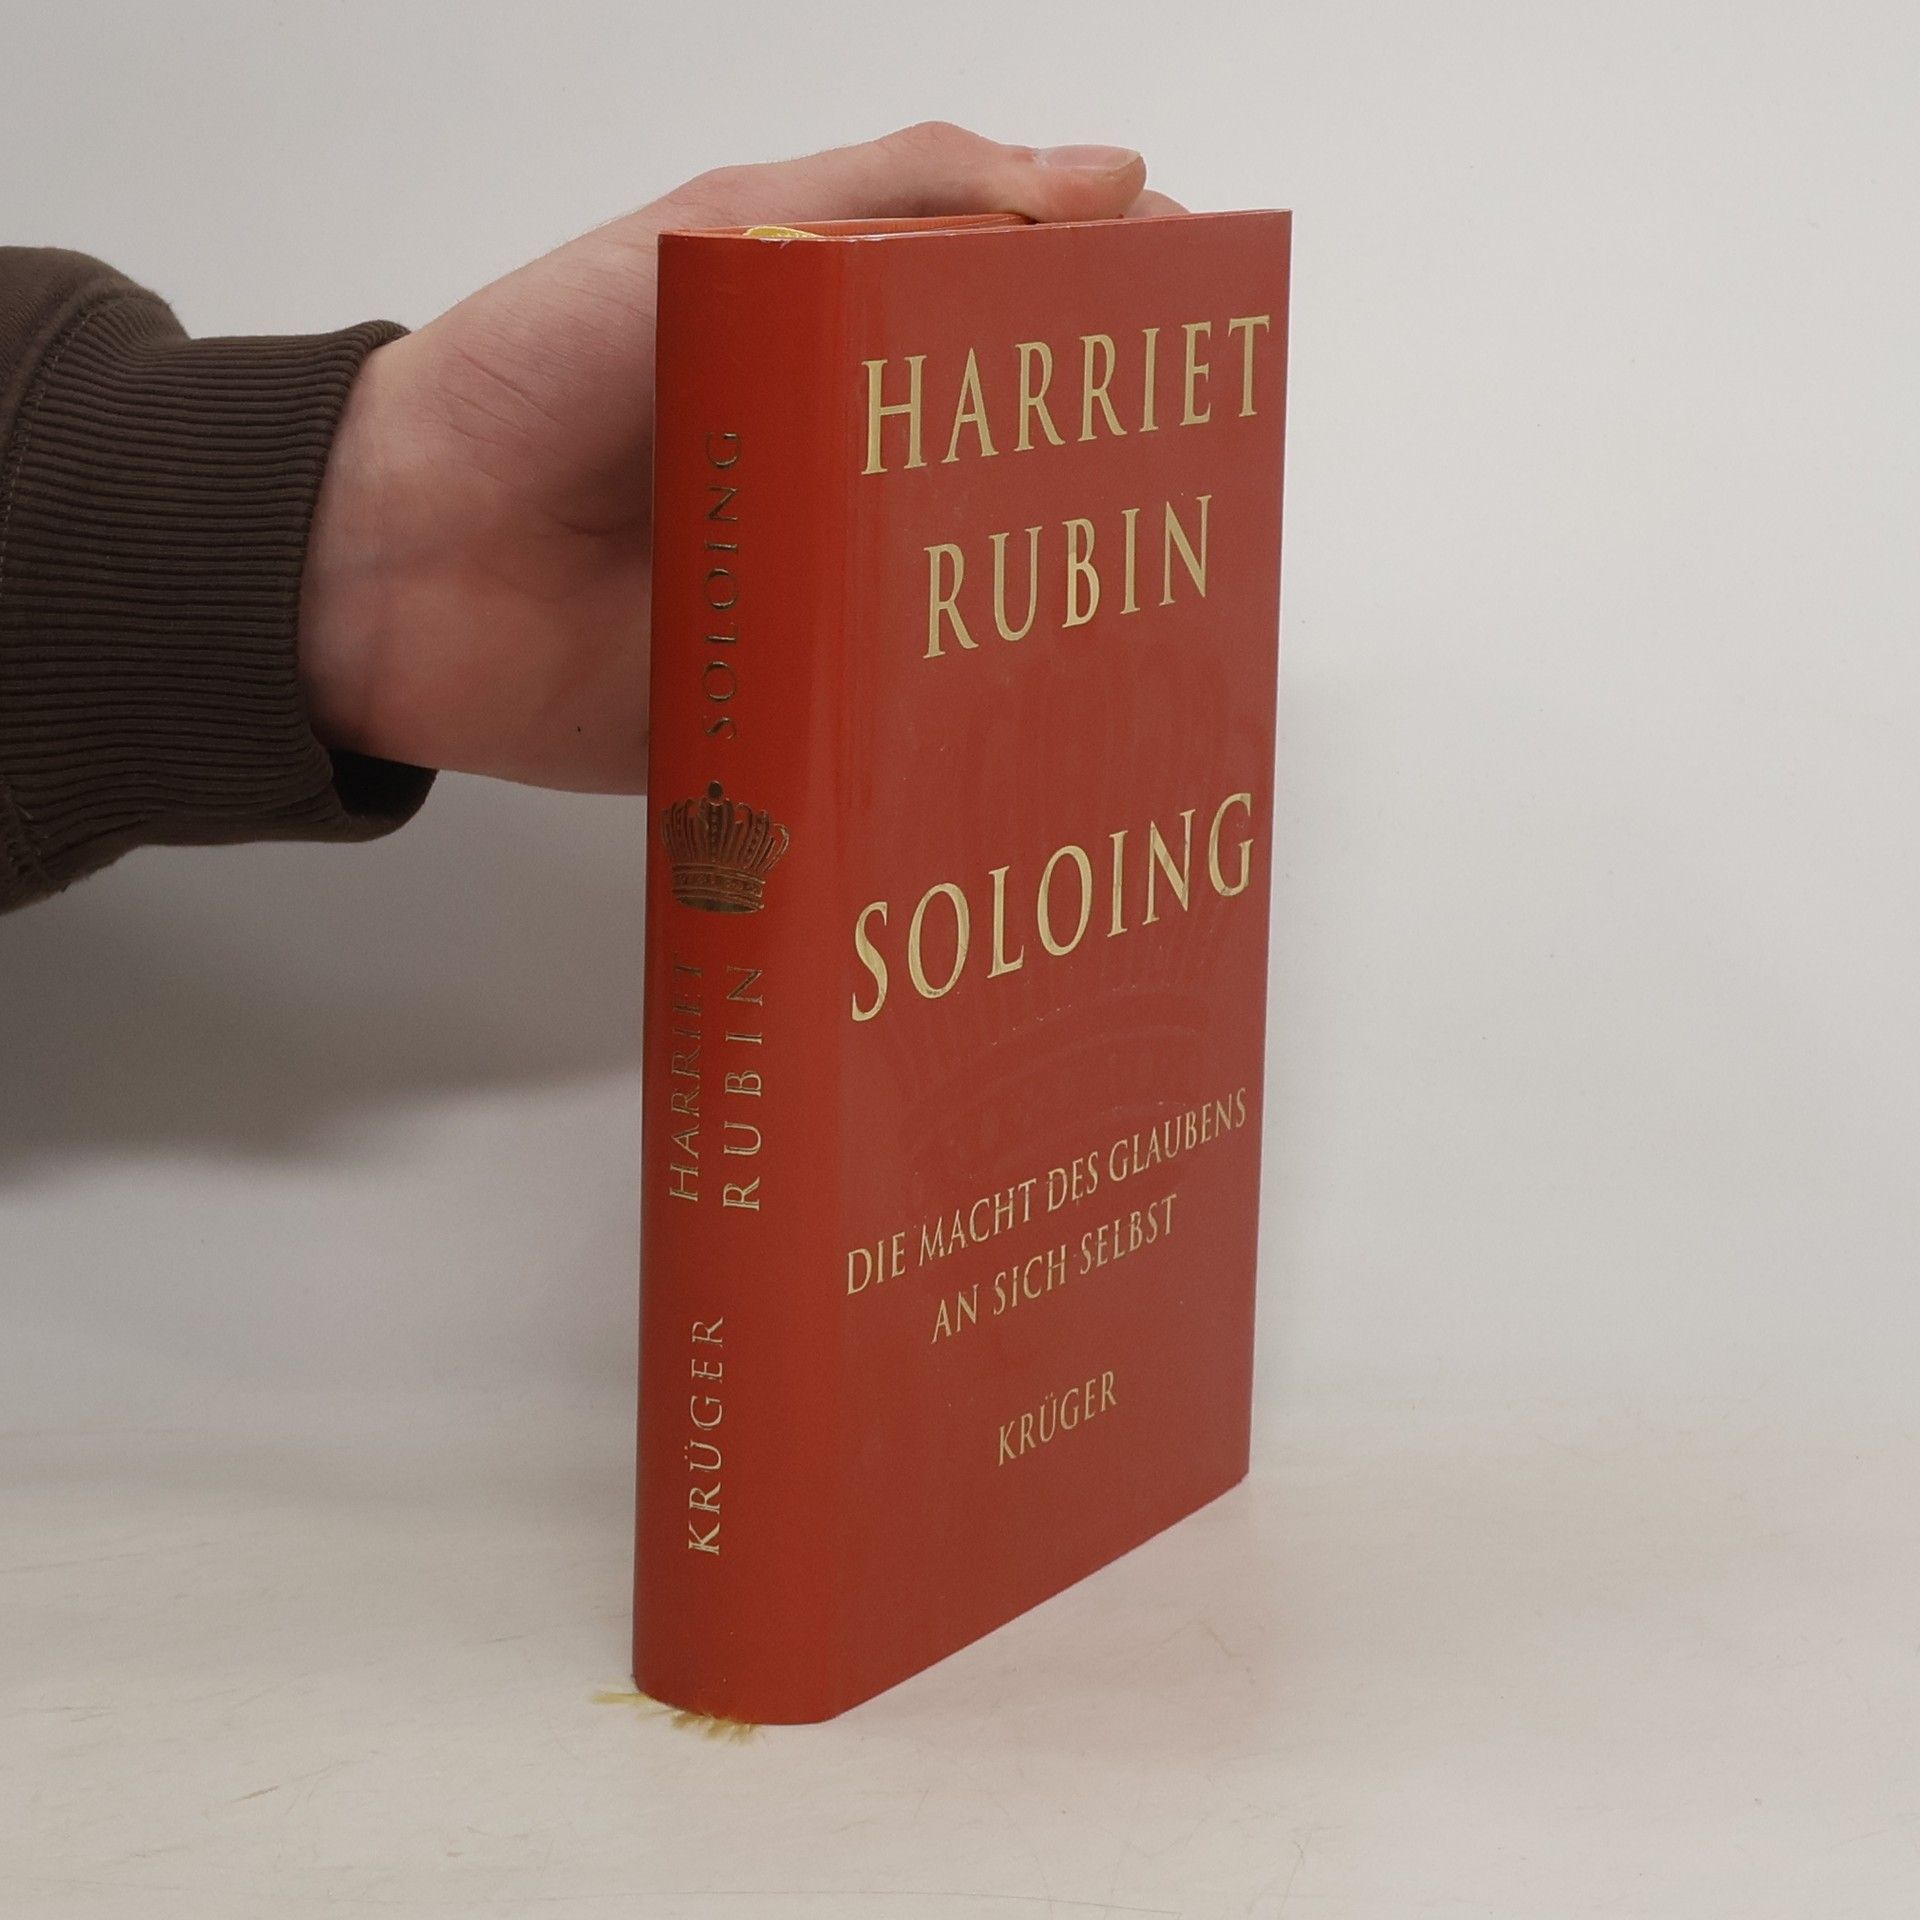 HARRIET
RUBIN
SOLOING
DIE MACHT DES GLAUBENS
AN SICH SELBST
KRÜGER
KRÜGER
HARRIET
RUBIN
SOLOING